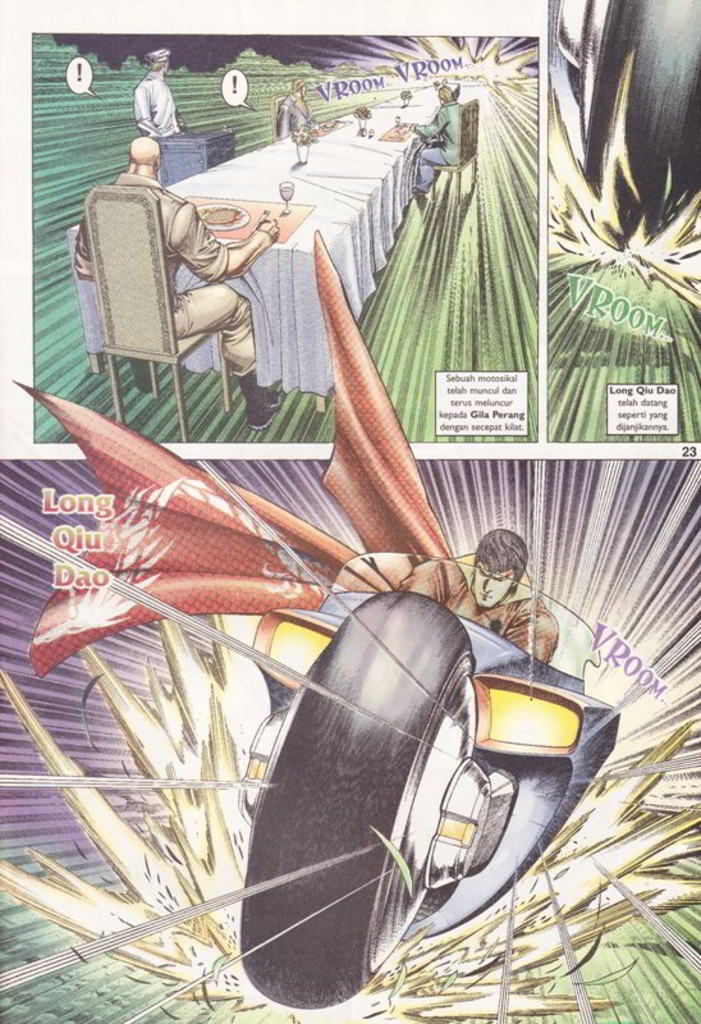 !
!
VROOM.. VROOM..
Sebuah motosikal
telah muncul dan
terus meluncur
kepada Gila Perang
dengan secepat kilat.
VROOM...
Long Qiu Dao
telah datang
seperti yang
dijanjikannya.
23
Long
Qiu
Dao
VROOM..